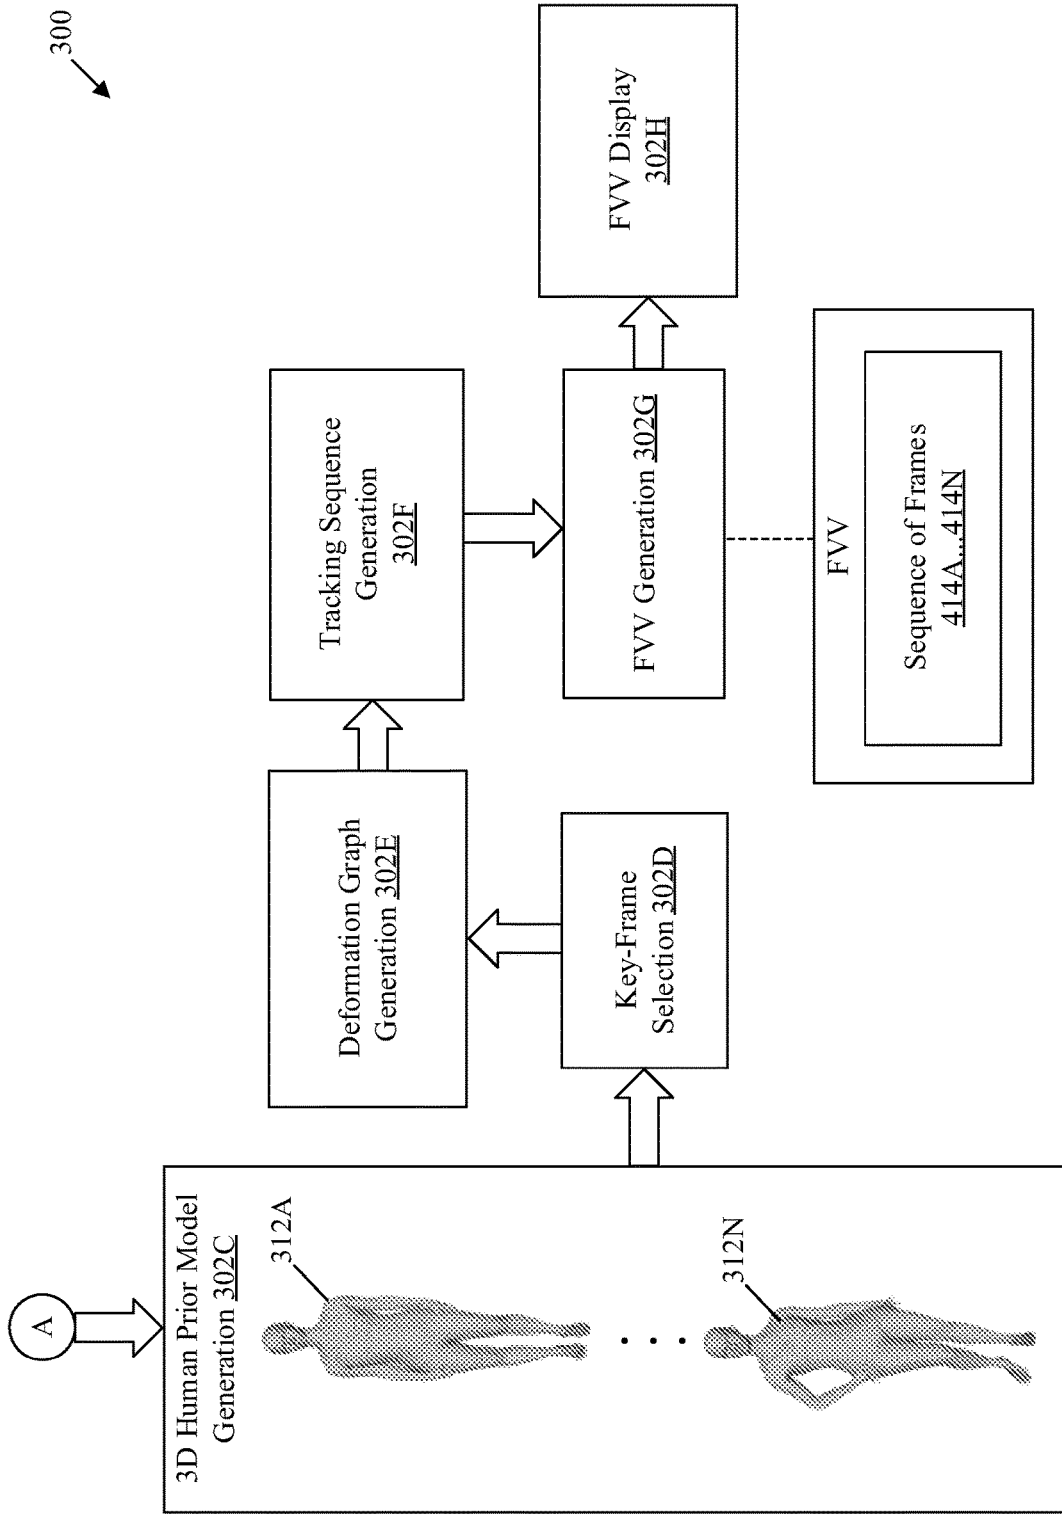 300
A
3D Human Prior Model
Generation 302C
312A
312N
Key-Frame
Selection 302D
Deformation Graph
Generation 302E
Tracking Sequence
Generation
302F
FVV Generation 302G
FVV Display
302H
FVV
Sequence of Frames
414A...414N